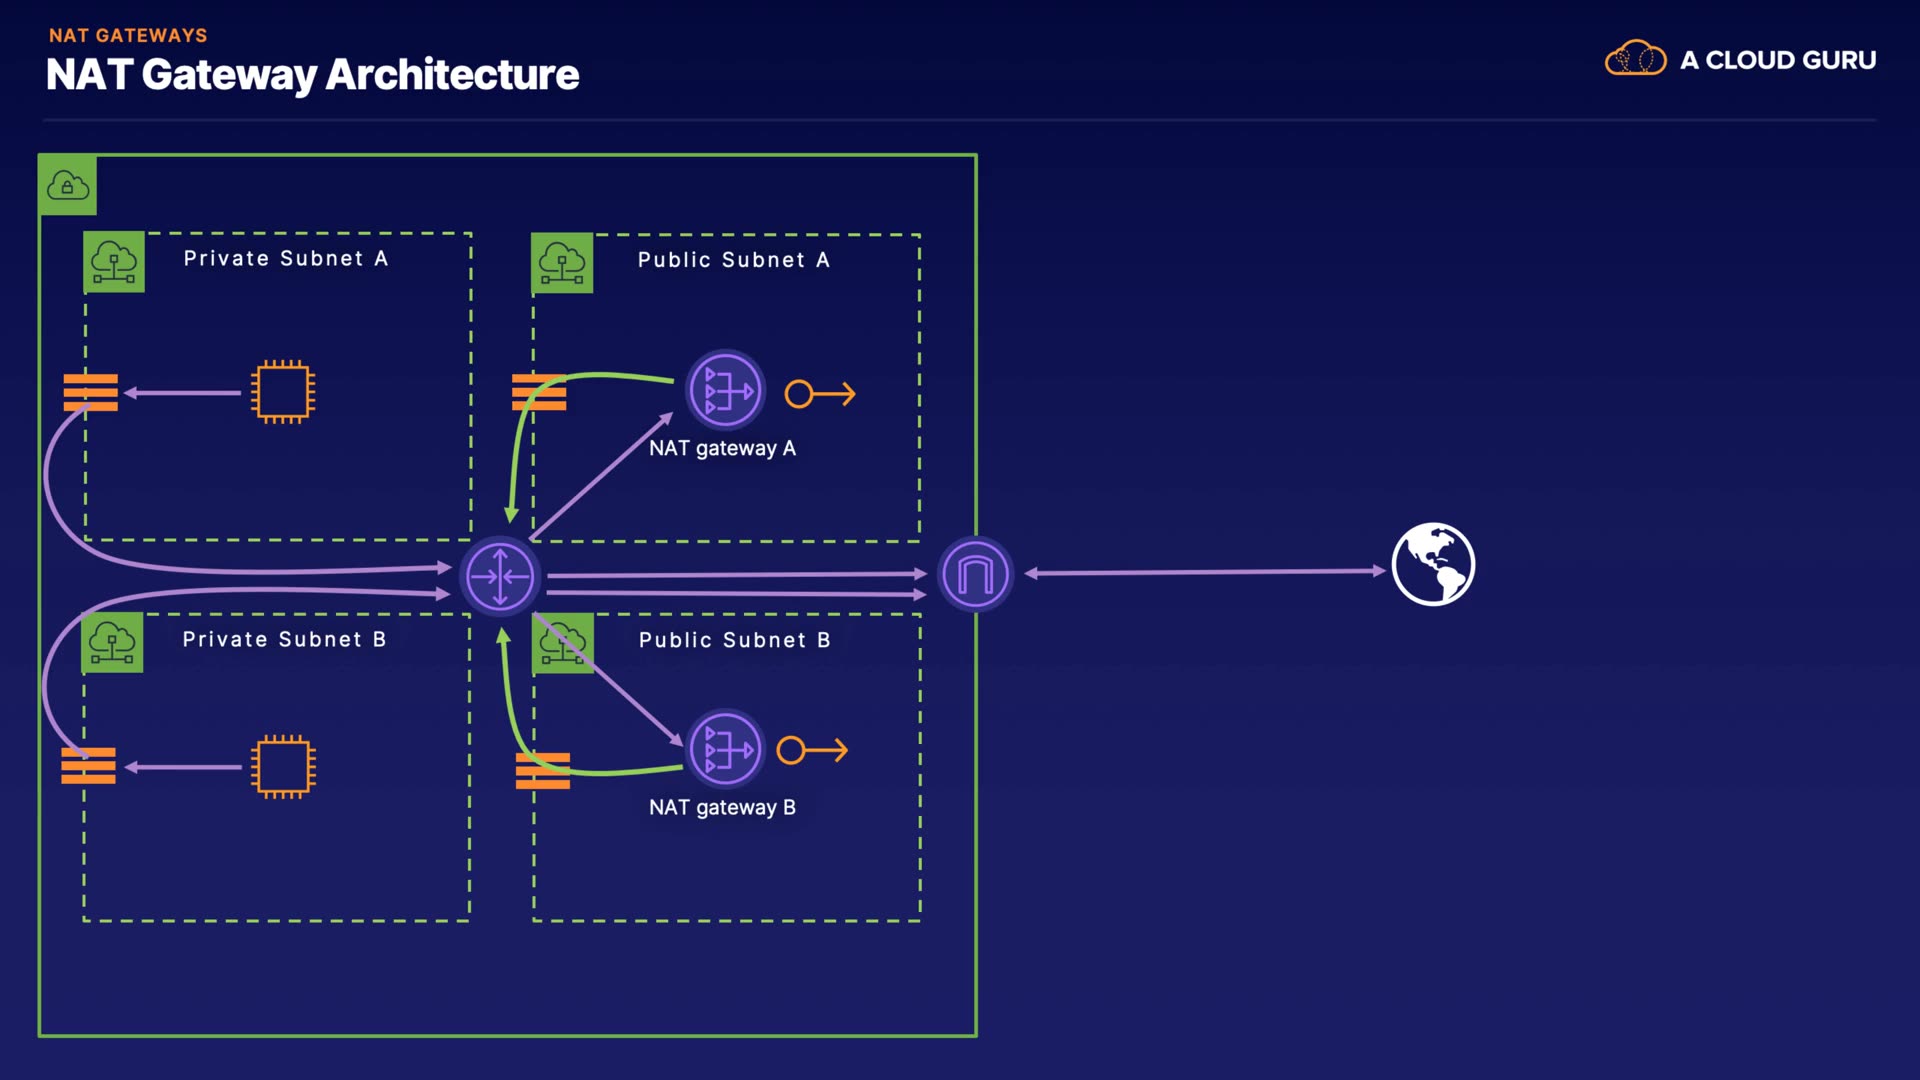 NAT GATEWAYS
NAT Gateway Architecture
A CLOUD GURU
Private Subnet A
Public Subnet A
NAT gateway A
Private Subnet B
Public Subnet B
NAT gateway B